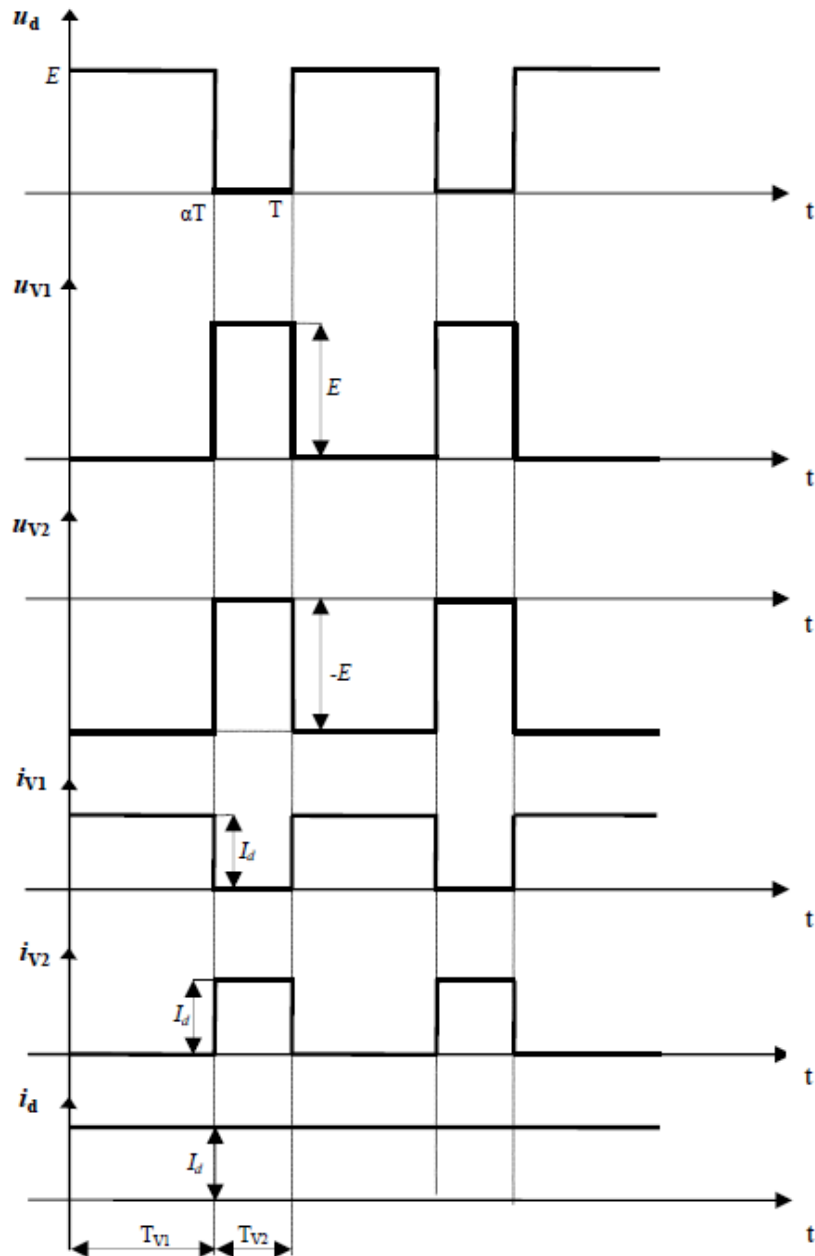 u_d
E
αT T t
u_V1
E
t
u_V2
t
-E
i_V1
I_d
t
i_V2
I_d
t
i_d
I_d
T_V1 T_V2 t